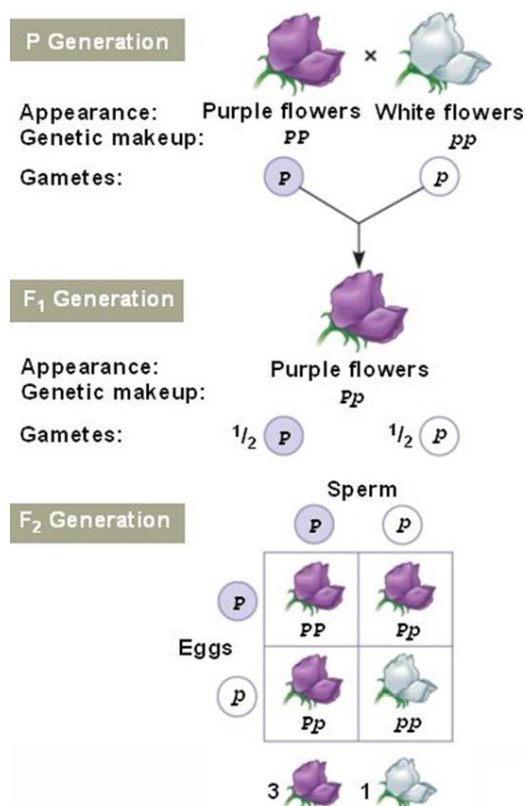 P Generation
×
Appearance: Purple flowers White flowers
Genetic makeup: PP pp
Gametes: P p
F₁ Generation
Appearance: Purple flowers
Genetic makeup: Pp
Gametes: 1/2 P 1/2 p
F₂ Generation
Sperm
P p
P
PP Pp
Eggs
p
Pp pp
3 1